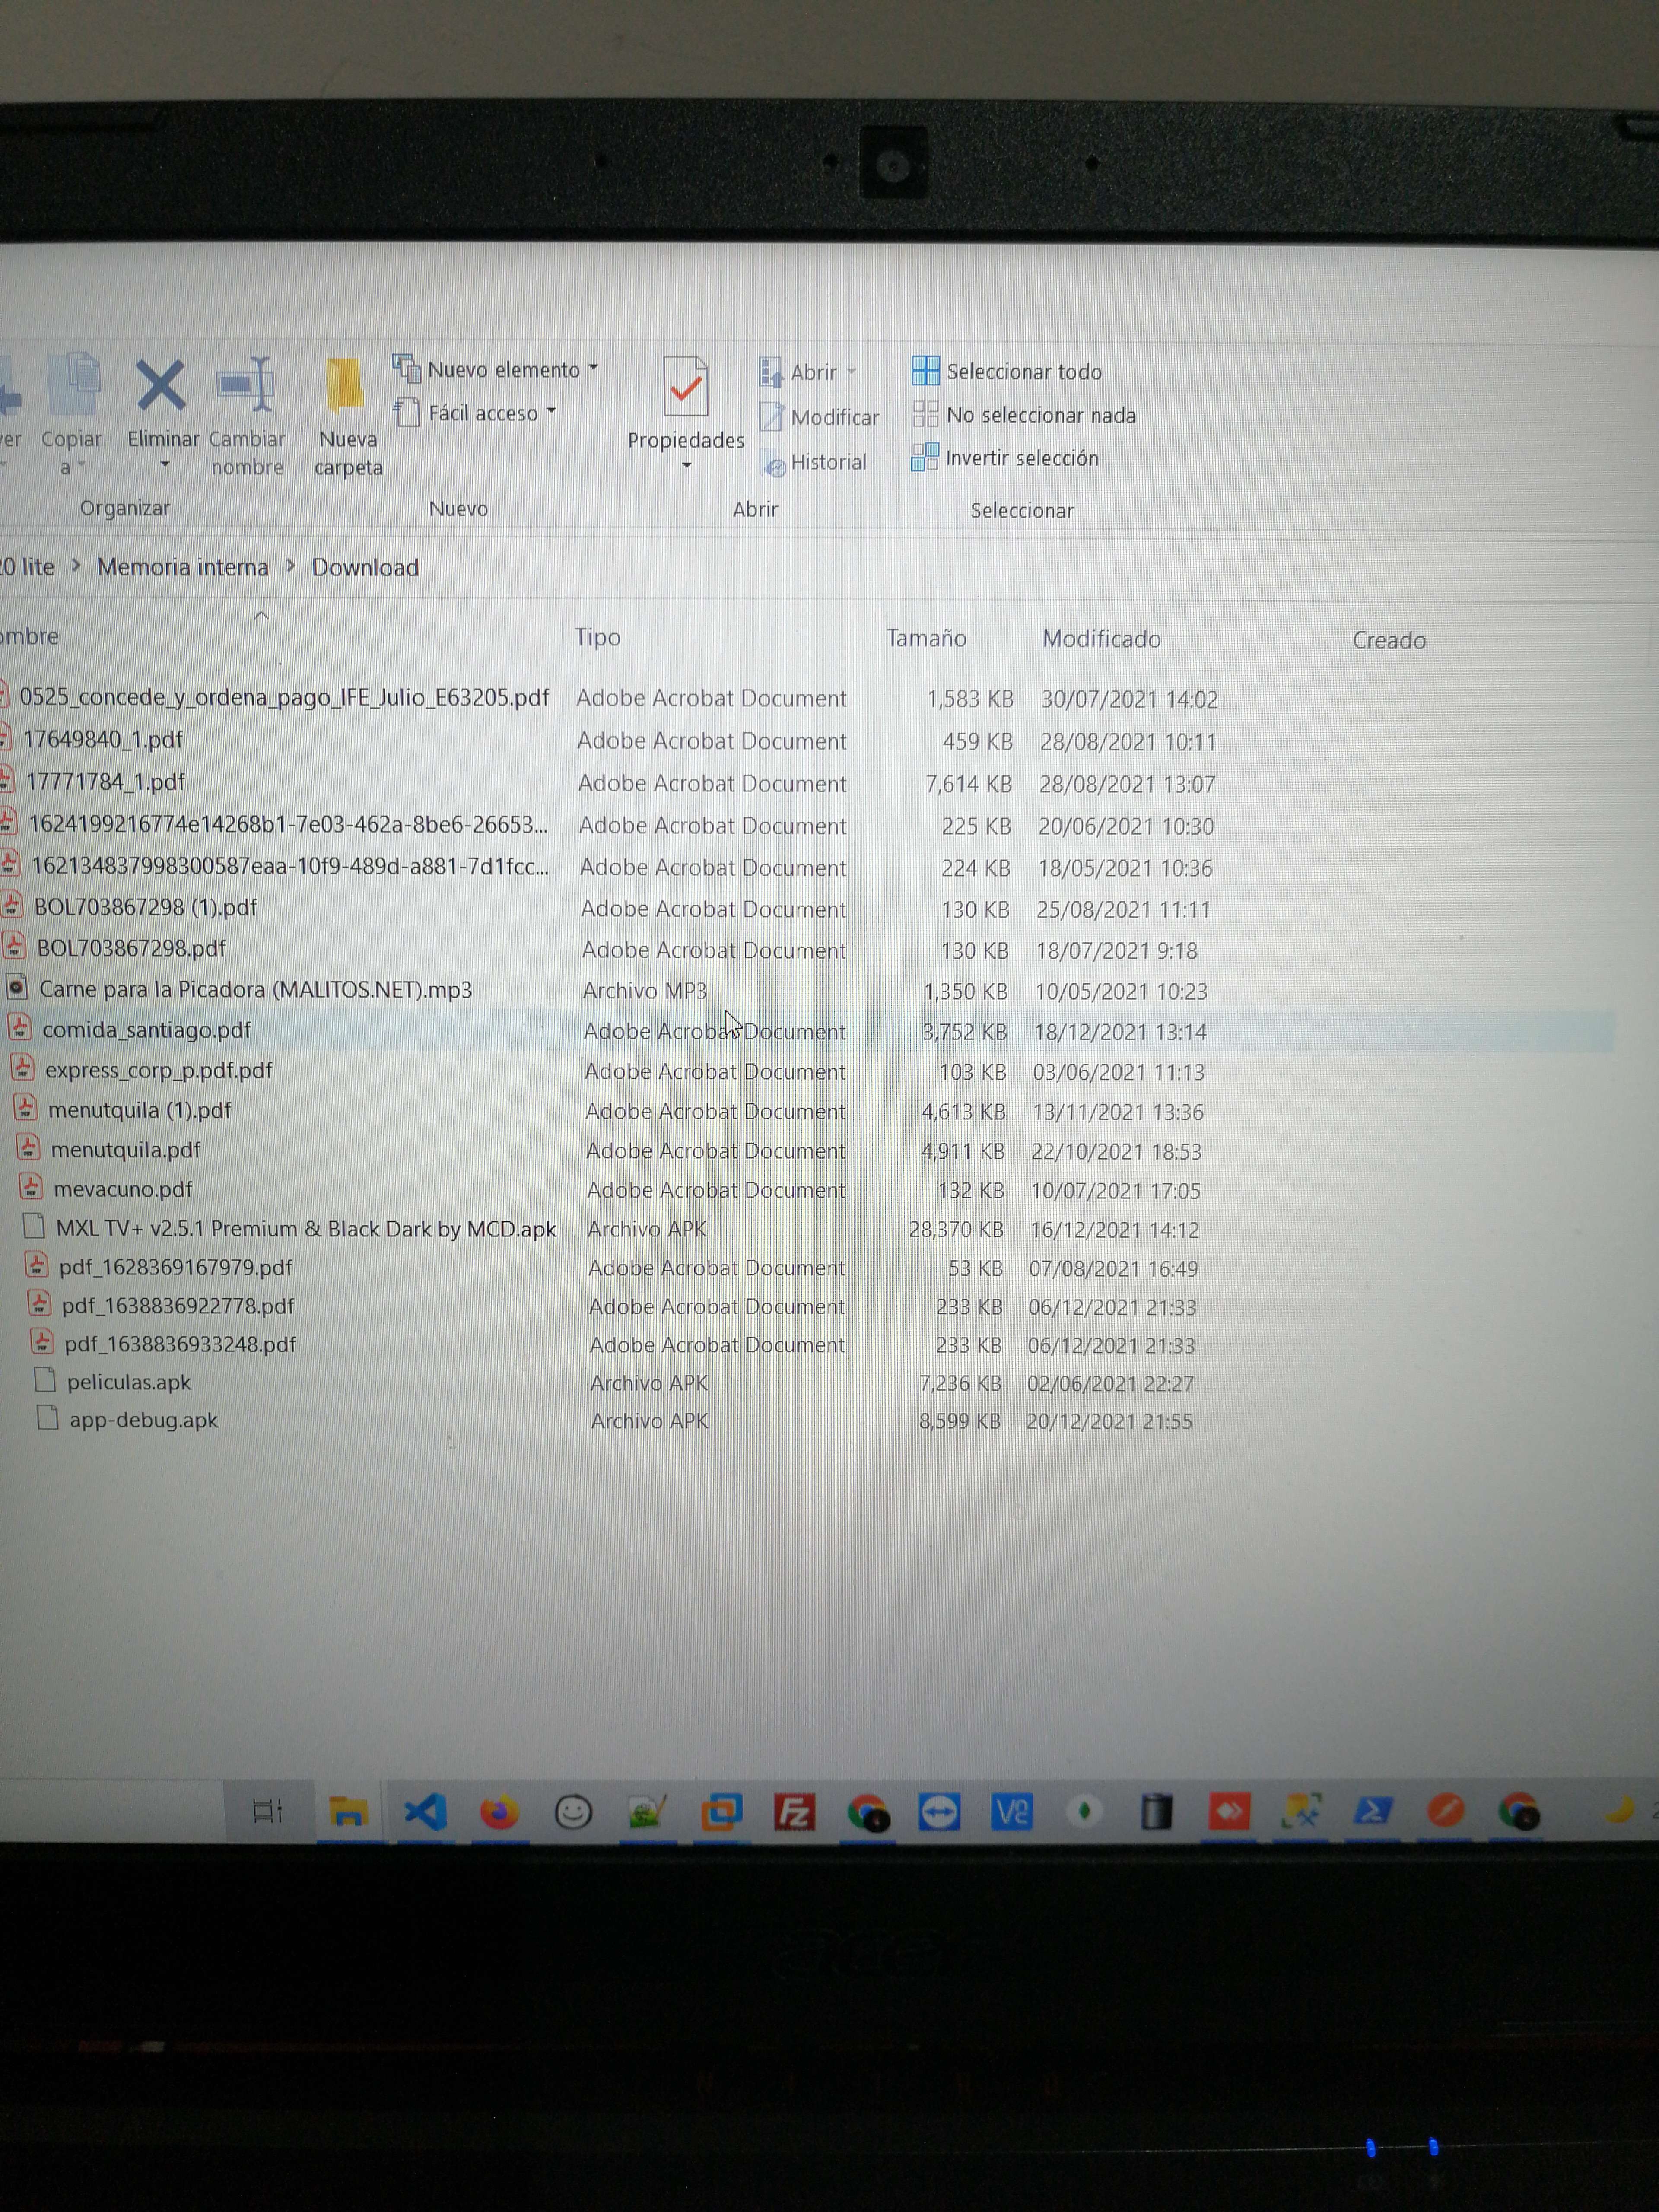 er Copiar a Eliminar Cambiar nombre Nueva carpeta Nuevo elemento Fácil acceso Propiedades Abrir Modificar Historial Seleccionar todo No seleccionar nada Invertir selección
Organizar Nuevo Abrir Seleccionar
20 lite > Memoria interna > Download
ombre Tipo Tamaño Modificado Creado
0525_concede_y_ordena_pago_IFE_Julio_E63205.pdf Adobe Acrobat Document 1,583 KB 30/07/2021 14:02
17649840_1.pdf Adobe Acrobat Document 459 KB 28/08/2021 10:11
17771784_1.pdf Adobe Acrobat Document 7,614 KB 28/08/2021 13:07
1624199216774e14268b1-7e03-462a-8be6-26653... Adobe Acrobat Document 225 KB 20/06/2021 10:30
162134837998300587eaa-10f9-489d-a881-7d1fcc... Adobe Acrobat Document 224 KB 18/05/2021 10:36
BOL703867298 (1).pdf Adobe Acrobat Document 130 KB 25/08/2021 11:11
BOL703867298.pdf Adobe Acrobat Document 130 KB 18/07/2021 9:18
Carne para la Picadora (MALITOS.NET).mp3 Archivo MP3 1,350 KB 10/05/2021 10:23
comida_santiago.pdf Adobe Acrobat Document 3,752 KB 18/12/2021 13:14
express_corp_p.pdf.pdf Adobe Acrobat Document 103 KB 03/06/2021 11:13
menutquila (1).pdf Adobe Acrobat Document 4,613 KB 13/11/2021 13:36
menutquila.pdf Adobe Acrobat Document 4,911 KB 22/10/2021 18:53
mevacuno.pdf Adobe Acrobat Document 132 KB 10/07/2021 17:05
MXL TV+ v2.5.1 Premium & Black Dark by MCD.apk Archivo APK 28,370 KB 16/12/2021 14:12
pdf_1628369167979.pdf Adobe Acrobat Document 53 KB 07/08/2021 16:49
pdf_1638836922778.pdf Adobe Acrobat Document 233 KB 06/12/2021 21:33
pdf_1638836933248.pdf Adobe Acrobat Document 233 KB 06/12/2021 21:33
peliculas.apk Archivo APK 7,236 KB 02/06/2021 22:27
app-debug.apk Archivo APK 8,599 KB 20/12/2021 21:55
Fz
acer